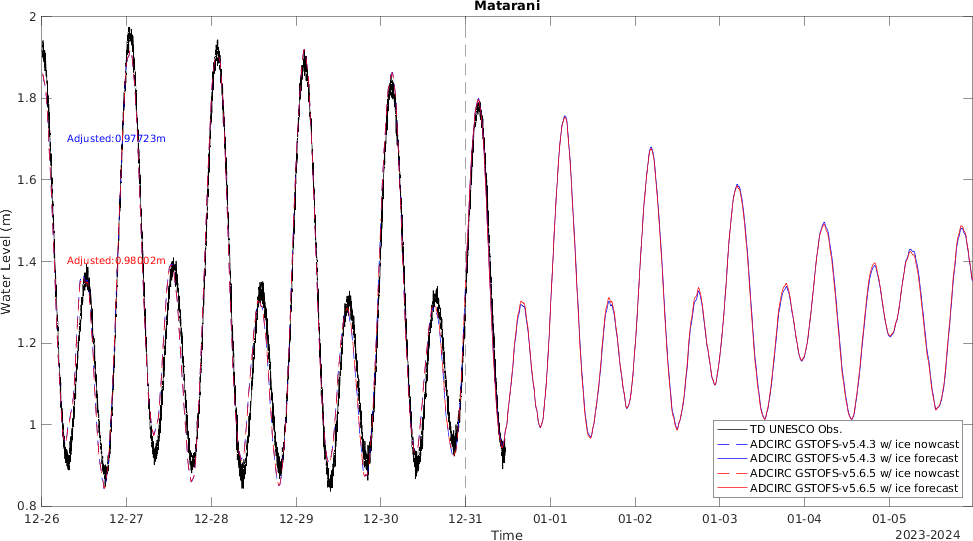 Matarani
Water Level (m)
2
1.8
1.6
1.4
1.2
1
0.8
Adjusted:0.97723m
Adjusted:0.98002m
TD UNESCO Obs.
ADCIRC GSTOFS-v5.4.3 w/ ice nowcast
ADCIRC GSTOFS-v5.4.3 w/ ice forecast
ADCIRC GSTOFS-v5.6.5 w/ ice nowcast
ADCIRC GSTOFS-v5.6.5 w/ ice forecast
12-26 12-27 12-28 12-29 12-30 12-31 01-01 01-02 01-03 01-04 01-05
Time
2023-2024